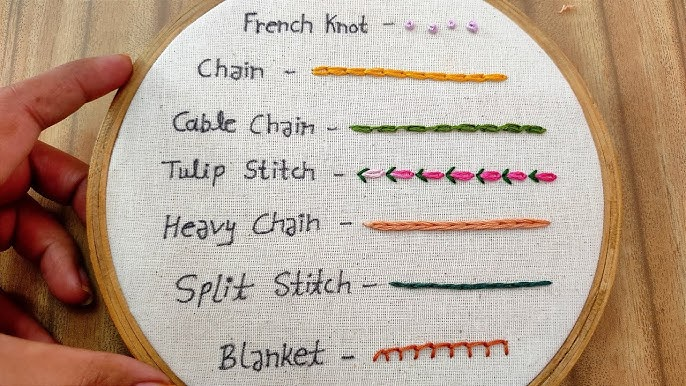 French Knot -
Chain -
Cable Chain -
Tulip Stitch -
Heavy Chain -
Split Stitch -
Blanket -